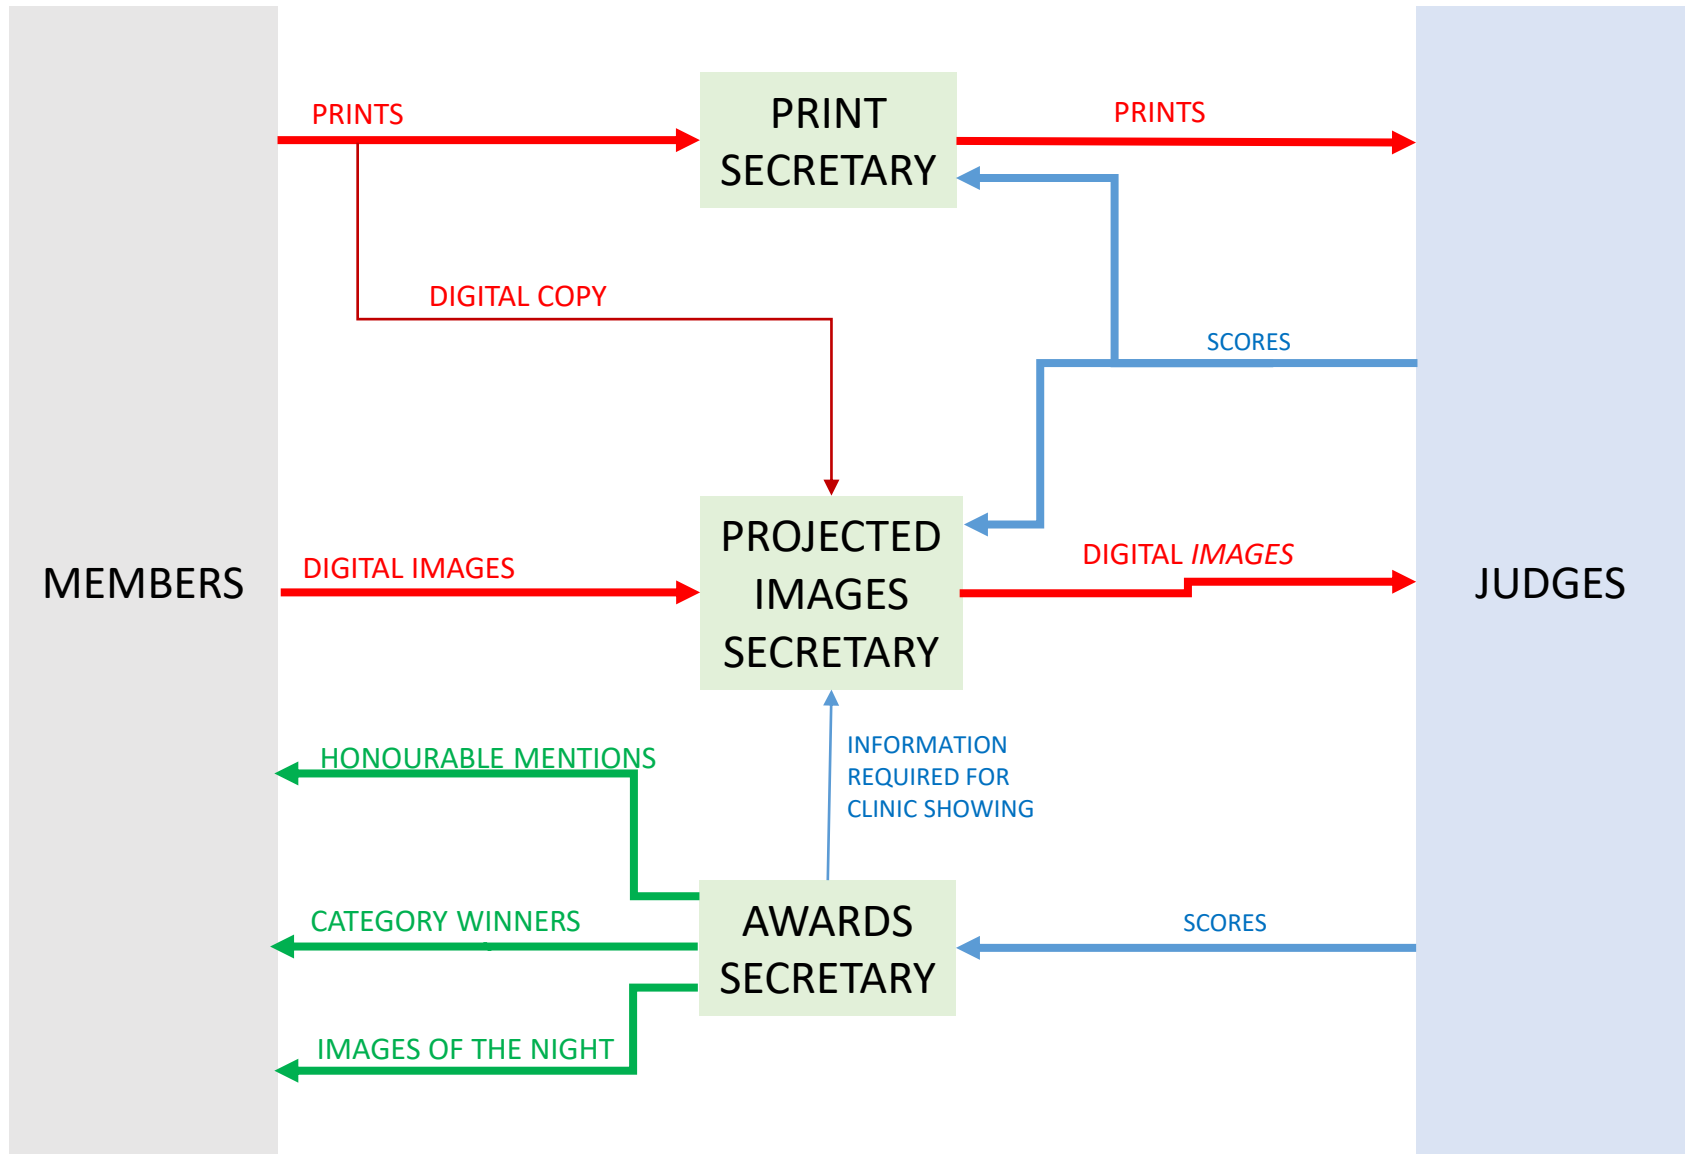 PRINTS
PRINT
SECRETARY
PRINTS
DIGITAL COPY
SCORES
MEMBERS
DIGITAL IMAGES
PROJECTED
IMAGES
SECRETARY
DIGITAL IMAGES
JUDGES
HONOURABLE MENTIONS
INFORMATION
REQUIRED FOR
CLINIC SHOWING
CATEGORY WINNERS
AWARDS
SECRETARY
SCORES
IMAGES OF THE NIGHT